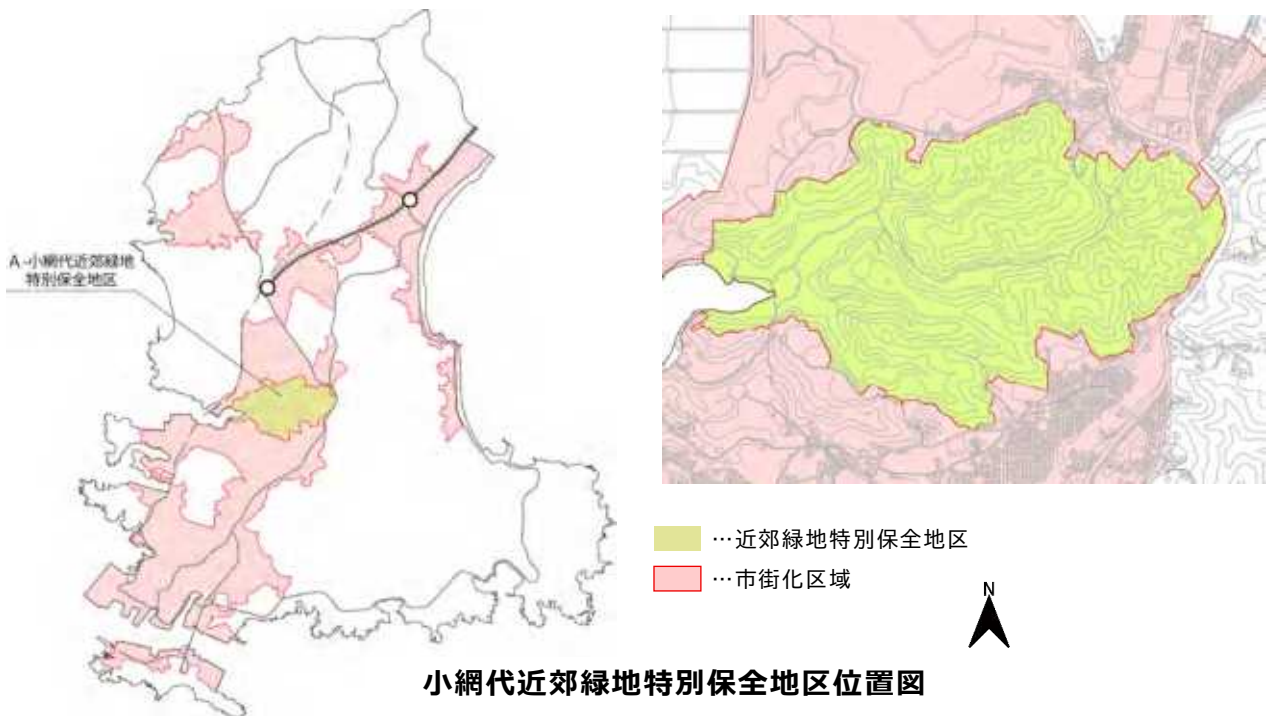 A-小網代近郊緑地
特別保全地区
…近郊緑地特別保全地区
…市街化区域
N
小網代近郊緑地特別保全地区位置図